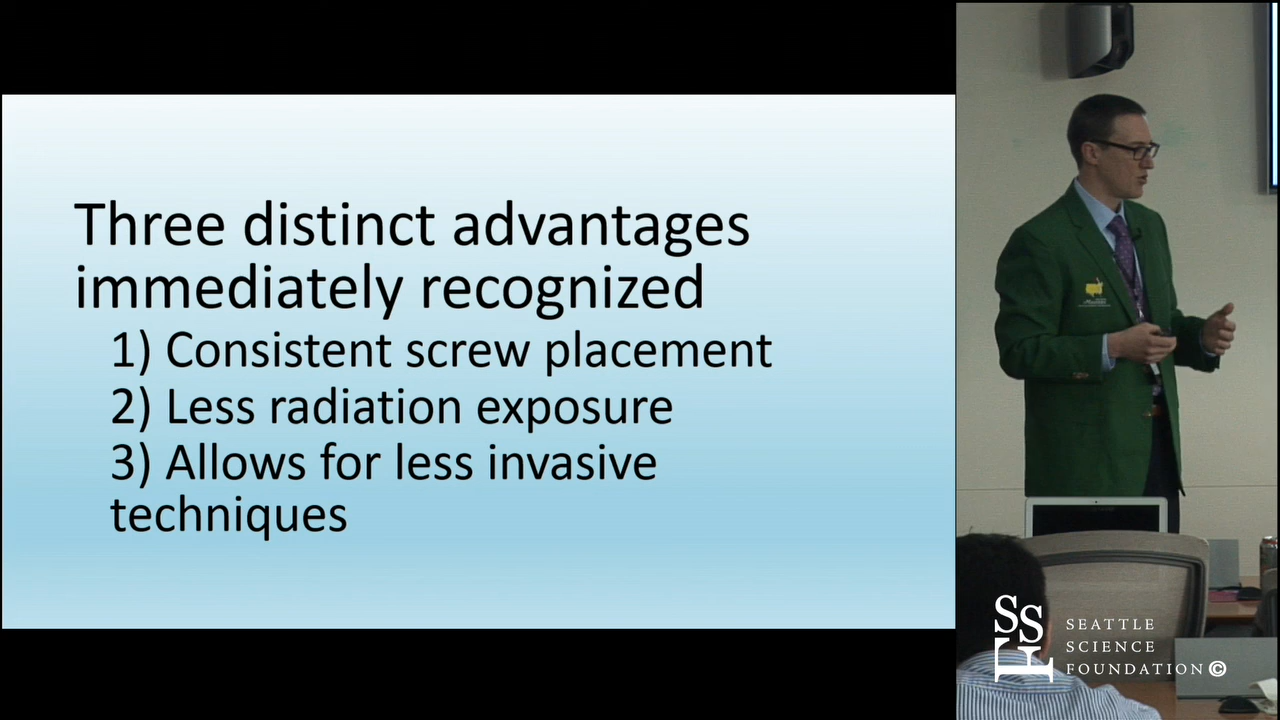 Three distinct advantages
immediately recognized
1) Consistent screw placement
2) Less radiation exposure
3) Allows for less invasive
techniques
SSF
SEATTLE
SCIENCE
FOUNDATION©